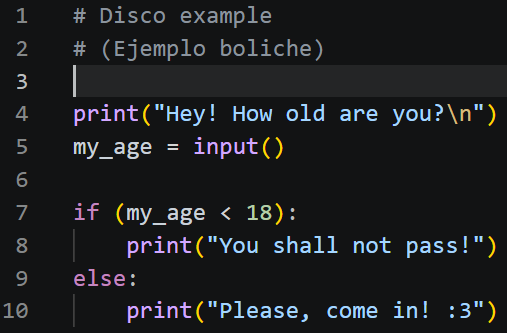 1 # Disco example
2 # (Ejemplo boliche)
3
4 print("Hey! How old are you?\n")
5 my_age = input()
6
7 if (my_age < 18):
8     print("You shall not pass!")
9 else:
10     print("Please, come in! :3")